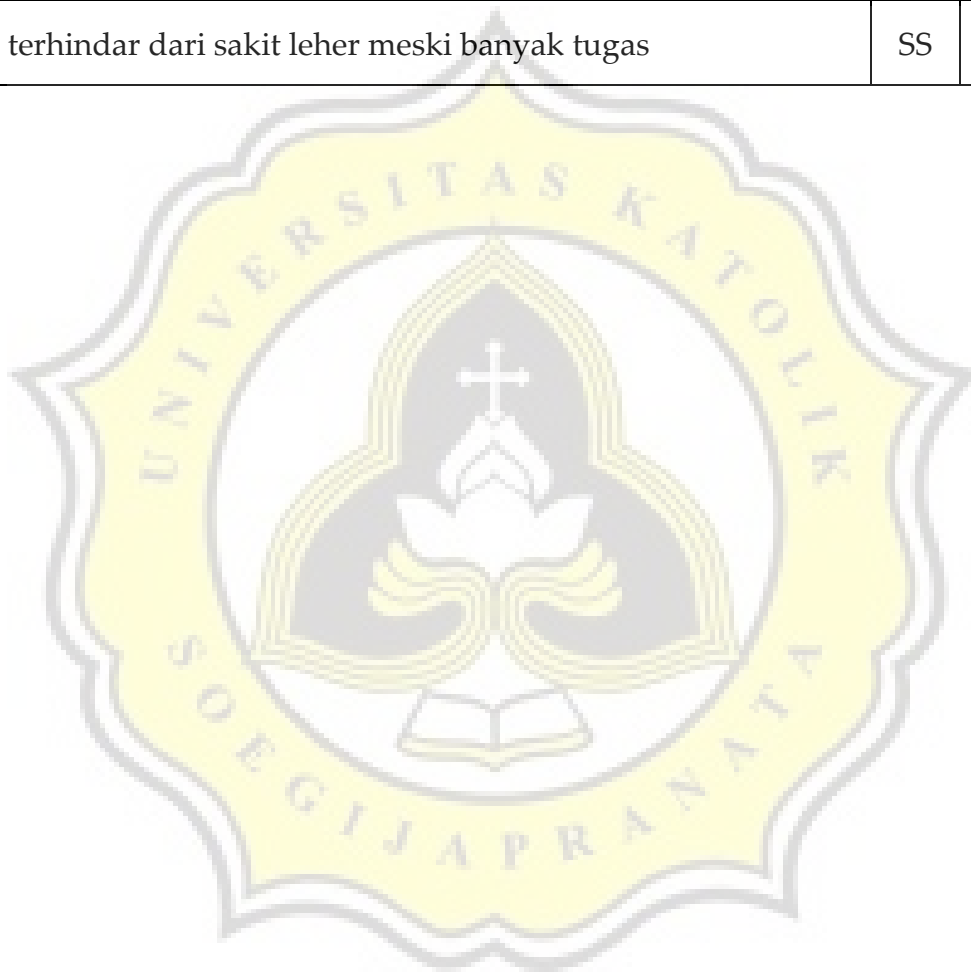 terhindar dari sakit leher meski banyak tugas SS
UNIVERSITAS KATOLIK
SOEGIJAPRANATA